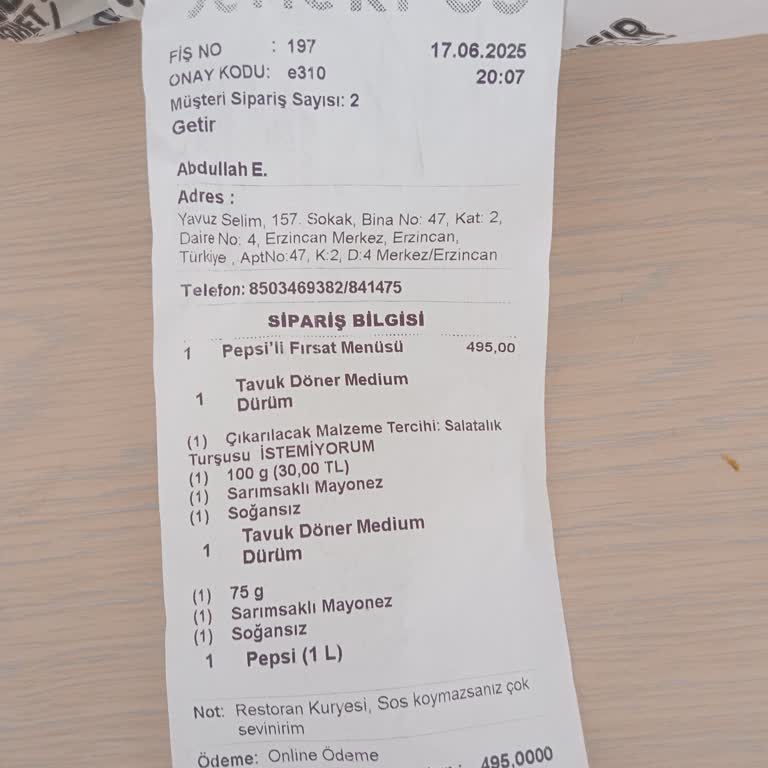 FİŞ NO : 197 17.06.2025
ONAY KODU: e310 20:07
Müşteri Sipariş Sayısı: 2
Getir
Abdullah E.
Adres :
Yavuz Selim, 157. Sokak, Bina No: 47, Kat: 2,
Daire No: 4, Erzincan Merkez, Erzincan,
Türkiye , AptNo:47, K:2, D:4 Merkez/Erzincan
Telefon: 8503469382/841475
SİPARİŞ BİLGİSİ
1 Pepsi'li Fırsat Menüsü 495,00
1 Tavuk Döner Medium
Dürüm
(1) Çıkarılacak Malzeme Tercihi: Salatalık
Turşusu İSTEMİYORUM
(1) 100 g (30,00 TL)
(1) Sarımsaklı Mayonez
(1) Soğansız
1 Tavuk Döner Medium
Dürüm
(1) 75 g
(1) Sarımsaklı Mayonez
(1) Soğansız
1 Pepsi (1 L)
Not: Restoran Kuryesi, Sos koymazsanız çok
sevinirim
Ödeme: Online Ödeme
495,0000